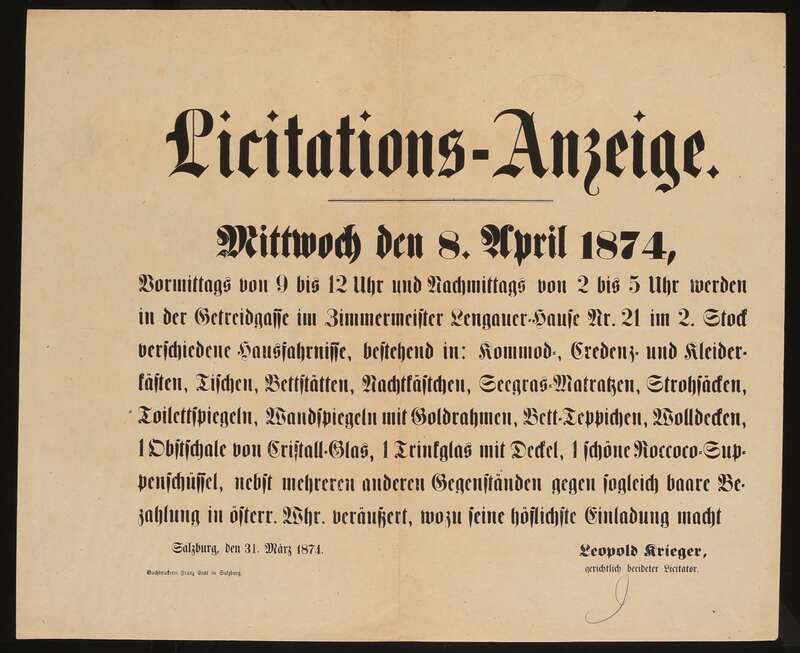 Licitations-Anzeige.
Mittwoch den 8. April 1874,
Vormittags von 9 bis 12 Uhr und Nachmittags von 2 bis 5 Uhr werden
in der Getreidgasse im Zimmermeister Lengauer-Hause Nr. 21 im 2. Stock
verschiedene Hausfahrnisse, bestehend in: Kommod-, Credenz- und Kleider-
kästen, Tischen, Bettstätten, Nachtkästchen, Seegras-Matratzen, Strohsäcken,
Toilettspiegeln, Wandspiegeln mit Goldrahmen, Bett-Teppichen, Wolldecken,
1 Obstschale von Cristall-Glas, 1 Trinkglas mit Deckel, 1 schöne Roccoco-Sup-
penschüssel, nebst mehreren anderen Gegenständen gegen sogleich baare Be-
zahlung in österr. Whr. veräußert, wozu seine höflichste Einladung macht
Salzburg, den 31. März 1874.
Leopold Krieger,
gerichtlich beeideter Licitator.
Buchdruckerei Franz Endl in Salzburg.